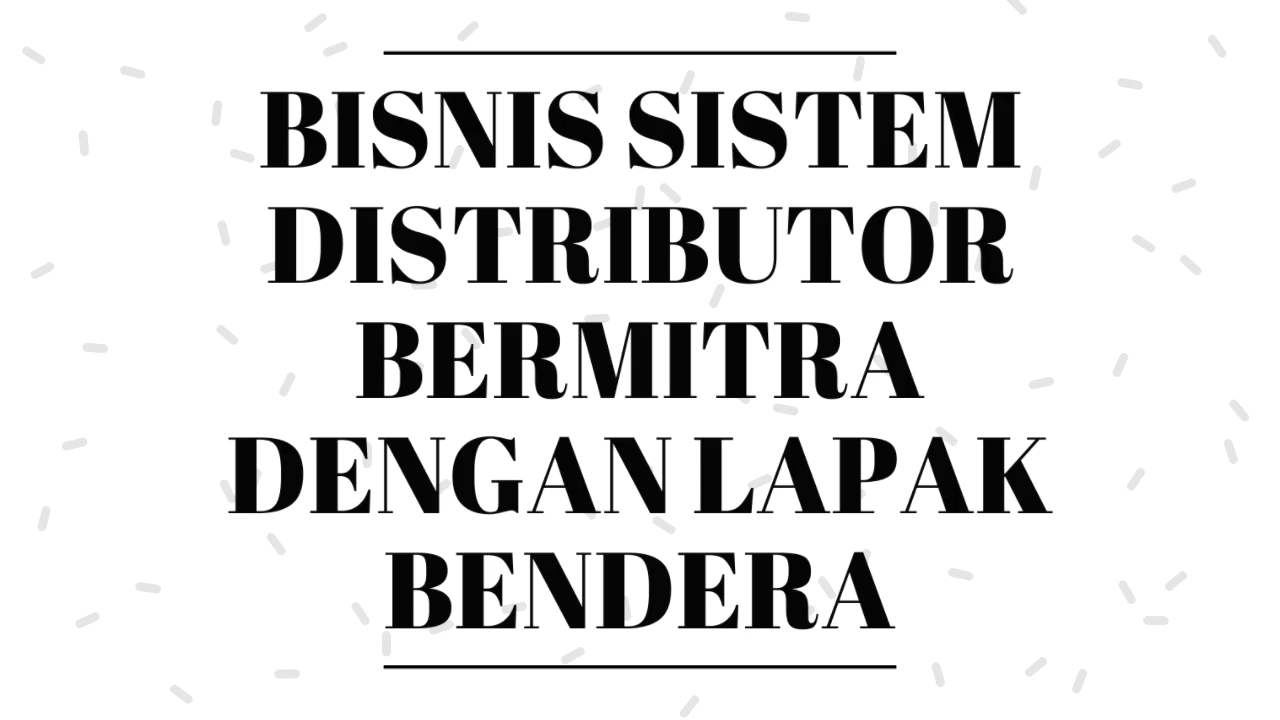 BISNIS SISTEM
DISTRIBUTOR
BERMITRA
DENGAN LAPAK
BENDERA